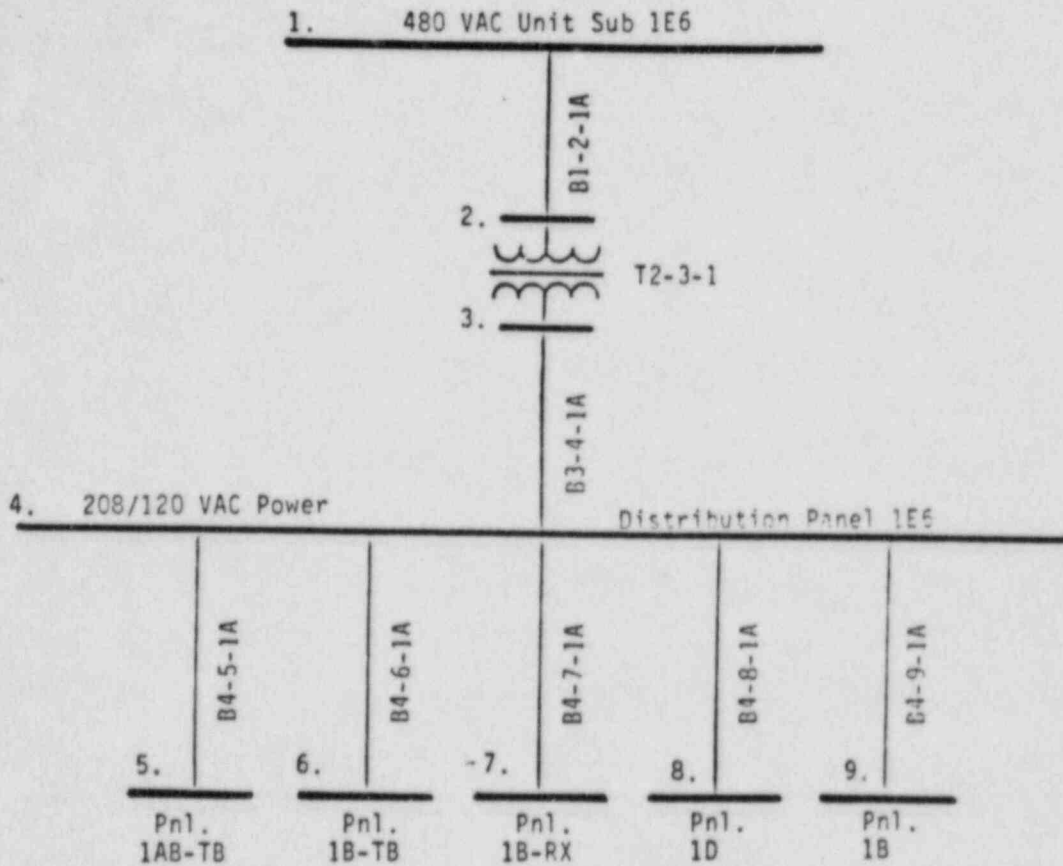 1. 480 VAC Unit Sub 1E6
B1-2-1A
2.
T2-3-1
3.
B3-4-1A
4. 208/120 VAC Power Distribution Panel 1E6
B4-5-1A
B4-6-1A
B4-7-1A
B4-8-1A
B4-9-1A
5. 6. 7. 8. 9.
Pnl. Pnl. Pnl. Pnl. Pnl.
1AB-TB 1B-TB 1B-RX 1D 1B